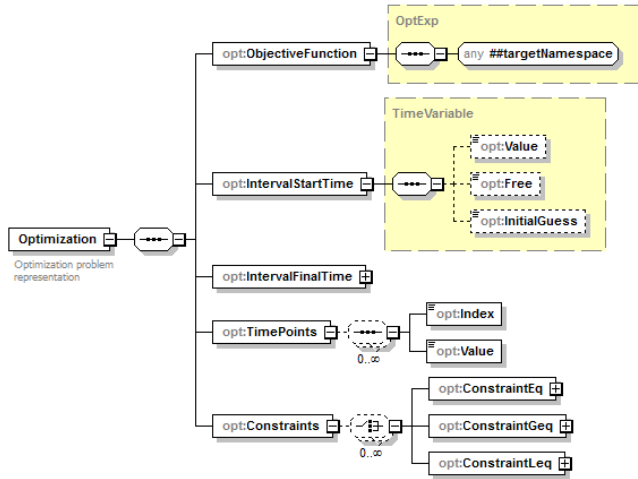 OptExp
opt:ObjectiveFunction
any ##targetNamespace
TimeVariable
opt:Value
opt:IntervalStartTime
opt:Free
opt:InitialGuess
Optimization
Optimization problem
representation
opt:IntervalFinalTime
opt:TimePoints
0..∞
opt:Index
opt:Value
opt:Constraints
0..∞
opt:ConstraintEq
opt:ConstraintGeq
opt:ConstraintLeq